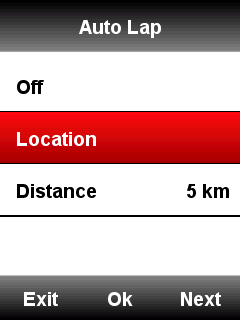 Auto Lap
Off
Location
Distance 5 km
Exit Ok Next